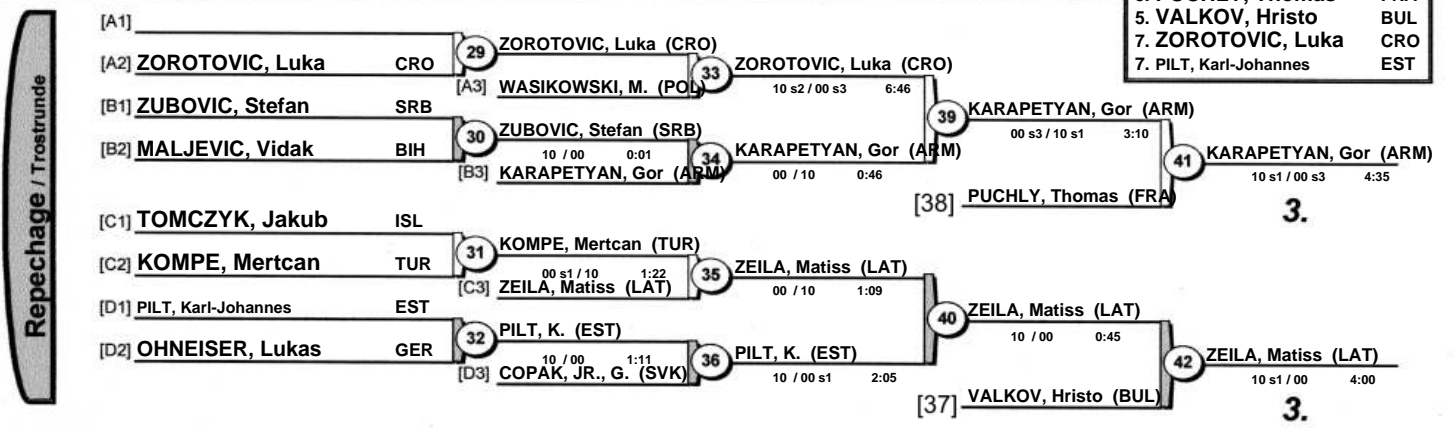 5. PUCHLY, Thomas FRA
5. VALKOV, Hristo BUL
7. ZOROTOVIC, Luka CRO
7. PILT, Karl-Johannes EST
Repechage / Trostrunde
[A1]
[A2] ZOROTOVIC, Luka CRO
[B1] ZUBOVIC, Stefan SRB
[B2] MALJEVIC, Vidak BIH
[C1] TOMCZYK, Jakub ISL
[C2] KOMPE, Mertcan TUR
[D1] PILT, Karl-Johannes EST
[D2] OHNEISER, Lukas GER
29
30
31
32
ZOROTOVIC, Luka (CRO)
[A3] WASIKOWSKI, M. (POL)
ZUBOVIC, Stefan (SRB)
10 / 00 0:01
[B3] KARAPETYAN, Gor (ARM)
KOMPE, Mertcan (TUR)
00 s1 / 10 1:22
[C3] ZEILA, Matiss (LAT)
PILT, K. (EST)
10 / 00 1:11
[D3] COPAK, JR., G. (SVK)
33
34
35
36
ZOROTOVIC, Luka (CRO)
10 s2 / 00 s3 6:46
KARAPETYAN, Gor (ARM)
00 / 10 0:46
ZEILA, Matiss (LAT)
00 / 10 1:09
PILT, K. (EST)
10 / 00 s1 2:05
39
40
KARAPETYAN, Gor (ARM)
00 s3 / 10 s1 3:10
[38] PUCHLY, Thomas (FRA)
ZEILA, Matiss (LAT)
10 / 00 0:45
[37] VALKOV, Hristo (BUL)
41
42
KARAPETYAN, Gor (ARM)
10 s1 / 00 s3 4:35
3.
ZEILA, Matiss (LAT)
10 s1 / 00 4:00
3.